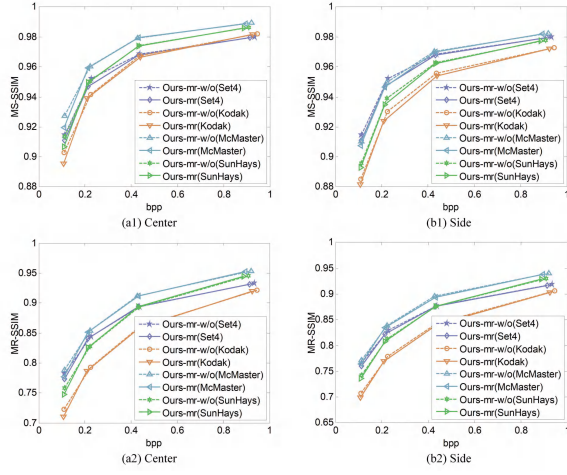 MS-SSIM
1
0.98
0.96
0.94
0.92
0.9
0.88
0 0.2 0.4 0.6 0.8 1
bpp
Ours-mr-w/o(Set4)
Ours-mr(Set4)
Ours-mr-w/o(Kodak)
Ours-mr(Kodak)
Ours-mr-w/o(McMaster)
Ours-mr(McMaster)
Ours-mr-w/o(SunHays)
Ours-mr(SunHays)
(a1) Center
MS-SSIM
1
0.98
0.96
0.94
0.92
0.9
0.88
0 0.2 0.4 0.6 0.8 1
bpp
Ours-mr-w/o(Set4)
Ours-mr(Set4)
Ours-mr-w/o(Kodak)
Ours-mr(Kodak)
Ours-mr-w/o(McMaster)
Ours-mr(McMaster)
Ours-mr-w/o(SunHays)
Ours-mr(SunHays)
(b1) Side
MR-SSIM
1
0.95
0.9
0.85
0.8
0.75
0.7
0 0.2 0.4 0.6 0.8 1
bpp
Ours-mr-w/o(Set4)
Ours-mr(Set4)
Ours-mr-w/o(Kodak)
Ours-mr(Kodak)
Ours-mr-w/o(McMaster)
Ours-mr(McMaster)
Ours-mr-w/o(SunHays)
Ours-mr(SunHays)
(a2) Center
MR-SSIM
1
0.95
0.9
0.85
0.8
0.75
0.7
0.65
0 0.2 0.4 0.6 0.8 1
bpp
Ours-mr-w/o(Set4)
Ours-mr(Set4)
Ours-mr-w/o(Kodak)
Ours-mr(Kodak)
Ours-mr-w/o(McMaster)
Ours-mr(McMaster)
Ours-mr-w/o(SunHays)
Ours-mr(SunHays)
(b2) Side